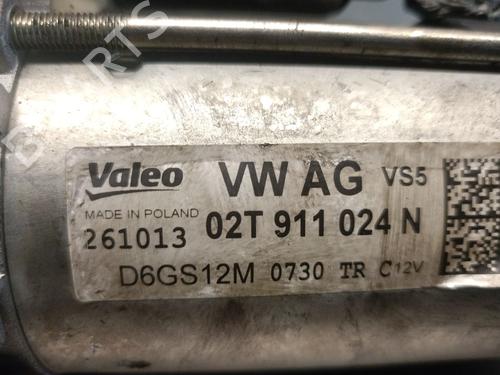 Valeo VW AG VS5
MADE IN POLAND
261013 02T 911 024 N
D6GS12M 0730 TR C12V